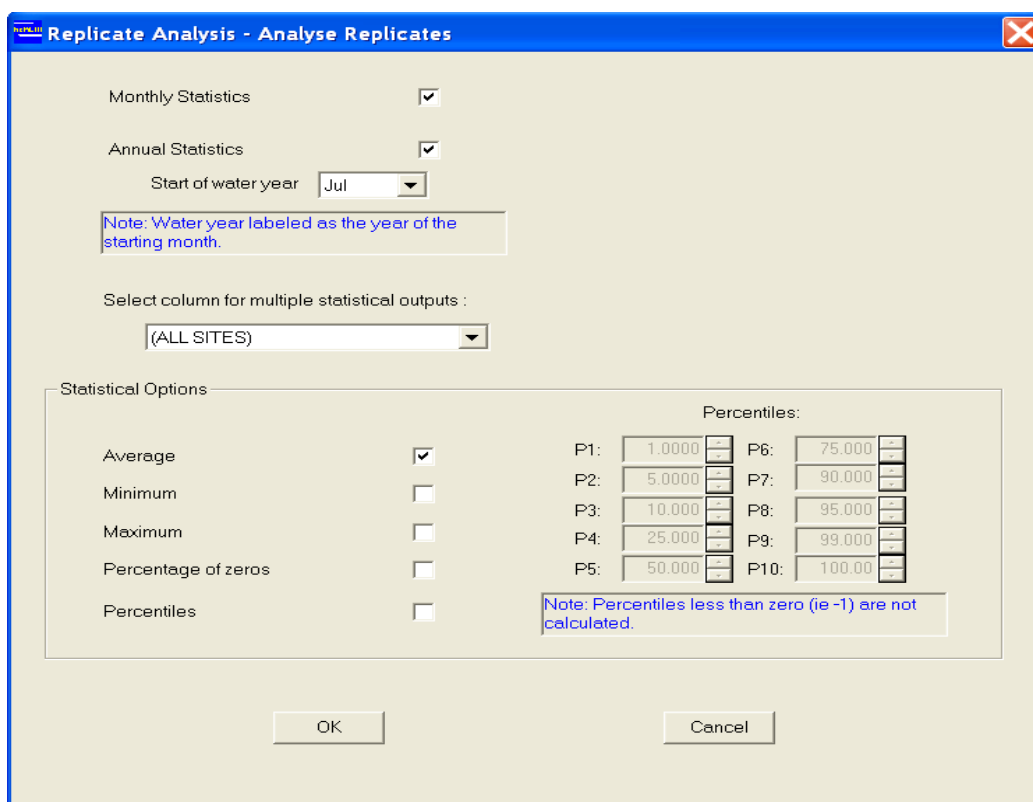 Replicate Analysis - Analyse Replicates
Monthly Statistics
Annual Statistics
Start of water year Jul
Note: Water year labeled as the year of the
starting month.
Select column for multiple statistical outputs :
(ALL SITES)
Statistical Options
Percentiles:
Average P1: 1.0000 P6: 75.000
Minimum P2: 5.0000 P7: 90.000
Maximum P3: 10.000 P8: 95.000
P4: 25.000 P9: 99.000
Percentage of zeros P5: 50.000 P10: 100.00
Percentiles
Note: Percentiles less than zero (ie -1) are not
calculated.
OK Cancel